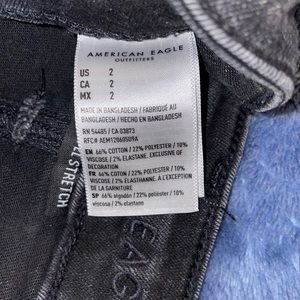 AMERICAN EAGLE
OUTFITTERS
US 2
CA 2
MX 2
MADE IN BANGLADESH / FABRIQUÉ AU
BANGLADESH / HECHO EN BANGLADESH
RN 54485 / CA 03873
RFC# AEM1206
EN 66% COTTON / 22% POLYESTER / 10%
VISCOSE / 2% ELASTANE. EXCLUSIVE OF
DECORATION
FR 66% COTON / 22% POLYESTER / 10%
VISCOSE / 2% ELASTHANNE. À L'EXCEPTION
DE LA GARNITURE
SP 66% algodón / 22% poliéster / 10%
viscosa / 2% elastano
STRETCH
EAG